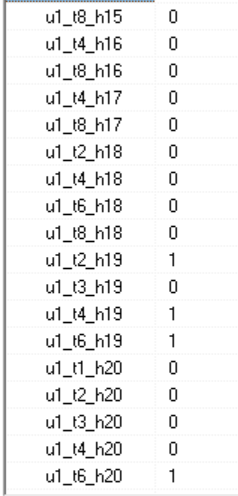 u1_t8_h15 0
u1_t4_h16 0
u1_t8_h16 0
u1_t4_h17 0
u1_t8_h17 0
u1_t2_h18 0
u1_t4_h18 0
u1_t6_h18 0
u1_t8_h18 0
u1_t2_h19 1
u1_t3_h19 0
u1_t4_h19 1
u1_t6_h19 1
u1_t1_h20 0
u1_t2_h20 0
u1_t3_h20 0
u1_t4_h20 0
u1_t6_h20 1